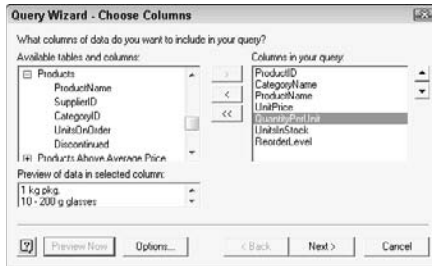 Query Wizard - Choose Columns
What columns of data do you want to include in your query?
Available tables and columns:
Products
ProductName
SupplierID
CategoryID
UnitsOnOrder
Discontinued
Products Above Average Price
>
<
<<
Columns in your query:
ProductID
CategoryName
ProductName
UnitPrice
QuantityPerUnit
UnitsInStock
ReorderLevel
Preview of data in selected column:
1 kg pkg.
10 - 200 g glasses
Preview Now
Options...
< Back
Next >
Cancel